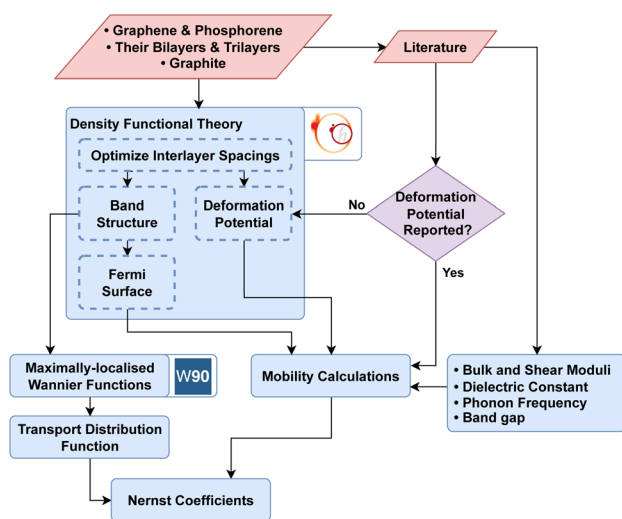 • Graphene & Phosphorene
• Their Bilayers & Trilayers
• Graphite
Literature
Density Functional Theory
ħ
Optimize Interlayer Spacings
Band
Structure
Deformation
Potential
Fermi
Surface
Deformation
Potential
Reported?
No
Yes
Maximally-localised
Wannier Functions
W90
Mobility Calculations
• Bulk and Shear Moduli
• Dielectric Constant
• Phonon Frequency
• Band gap
Transport Distribution
Function
Nernst Coefficients